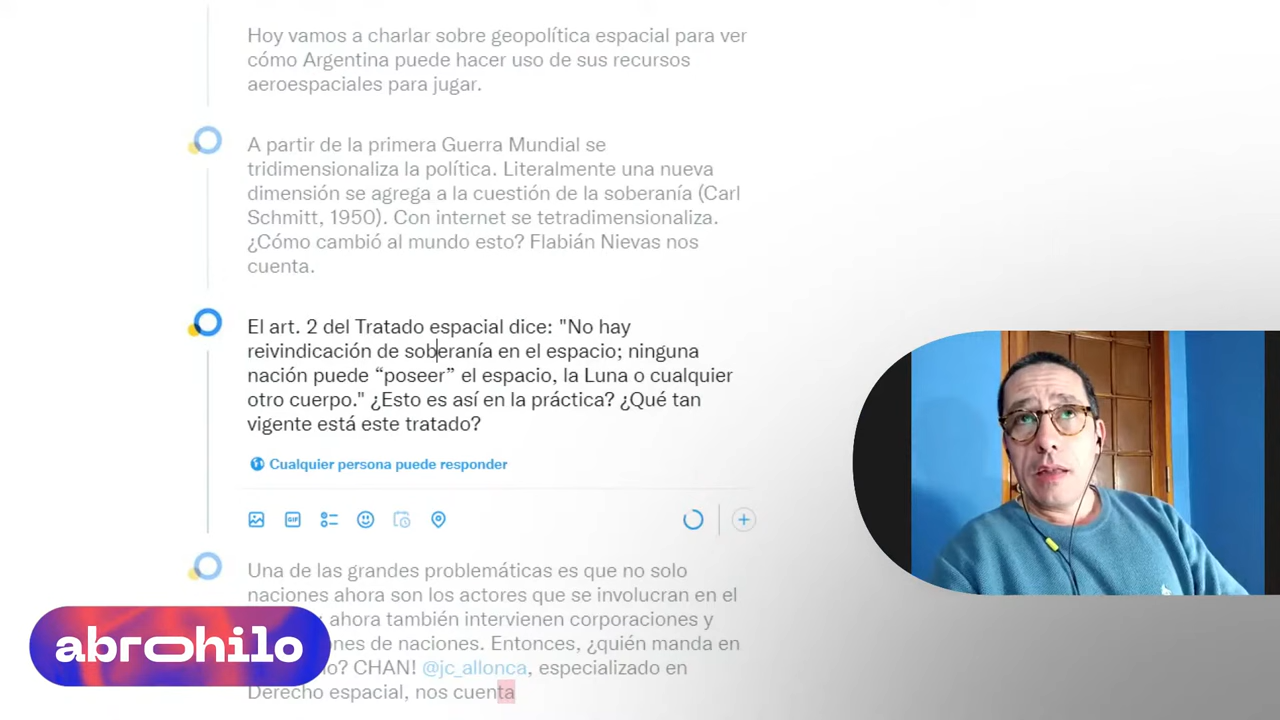 Hoy vamos a charlar sobre geopolítica espacial para ver
cómo Argentina puede hacer uso de sus recursos
aeroespaciales para jugar.
A partir de la primera Guerra Mundial se
tridimensionaliza la política. Literalmente una nueva
dimensión se agrega a la cuestión de la soberanía (Carl
Schmitt, 1950). Con internet se tetradimensionaliza.
¿Cómo cambió al mundo esto? Flabián Nievas nos
cuenta.
El art. 2 del Tratado espacial dice: "No hay
reivindicación de soberanía en el espacio; ninguna
nación puede “poseer” el espacio, la Luna o cualquier
otro cuerpo." ¿Esto es así en la práctica? ¿Qué tan
vigente está este tratado?
Cualquier persona puede responder
GIF
Una de las grandes problemáticas es que no solo
naciones ahora son los actores que se involucran en el
ahora también intervienen corporaciones y
de naciones. Entonces, ¿quién manda en
CHAN! @jc_allonca, especializado en
Derecho espacial, nos cuenta
abrohilo